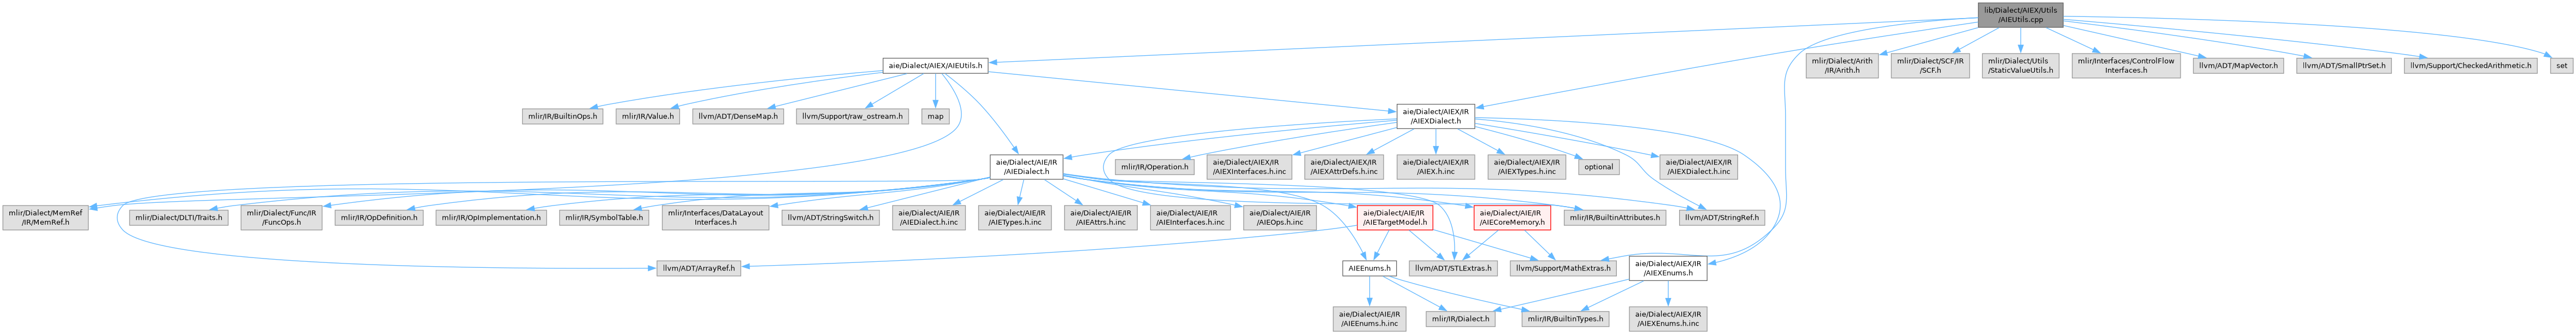 lib/Dialect/AIEX/Utils
/AIEUtils.cpp
aie/Dialect/AIEX/AIEUtils.h
mlir/Dialect/Arith
/IR/Arith.h
mlir/Dialect/SCF/IR
/SCF.h
mlir/Dialect/Utils
/StaticValueUtils.h
mlir/Interfaces/ControlFlow
Interfaces.h
llvm/ADT/MapVector.h
llvm/ADT/SmallPtrSet.h
llvm/Support/CheckedArithmetic.h
set
mlir/IR/BuiltinOps.h
mlir/IR/Value.h
llvm/ADT/DenseMap.h
llvm/Support/raw_ostream.h
map
aie/Dialect/AIEX/IR
/AIEXDialect.h
aie/Dialect/AIE/IR
/AIEDialect.h
mlir/IR/Operation.h
aie/Dialect/AIEX/IR
/AIEXInterfaces.h.inc
aie/Dialect/AIEX/IR
/AIEXAttrDefs.h.inc
aie/Dialect/AIEX/IR
/AIEX.h.inc
aie/Dialect/AIEX/IR
/AIEXTypes.h.inc
optional
aie/Dialect/AIEX/IR
/AIEXDialect.h.inc
mlir/Dialect/MemRef
/IR/MemRef.h
mlir/Dialect/DLTI/Traits.h
mlir/Dialect/Func/IR
/FuncOps.h
mlir/IR/OpDefinition.h
mlir/IR/OpImplementation.h
mlir/IR/SymbolTable.h
mlir/Interfaces/DataLayout
Interfaces.h
llvm/ADT/StringSwitch.h
aie/Dialect/AIE/IR
/AIEDialect.h.inc
aie/Dialect/AIE/IR
/AIETypes.h.inc
aie/Dialect/AIE/IR
/AIEAttrs.h.inc
aie/Dialect/AIE/IR
/AIEInterfaces.h.inc
aie/Dialect/AIE/IR
/AIEOps.h.inc
aie/Dialect/AIE/IR
/AIETargetModel.h
aie/Dialect/AIE/IR
/AIECoreMemory.h
mlir/IR/BuiltinAttributes.h
llvm/ADT/StringRef.h
llvm/ADT/ArrayRef.h
AIEEnums.h
llvm/ADT/STLExtras.h
llvm/Support/MathExtras.h
aie/Dialect/AIEX/IR
/AIEXEnums.h
aie/Dialect/AIE/IR
/AIEEnums.h.inc
mlir/IR/Dialect.h
mlir/IR/BuiltinTypes.h
aie/Dialect/AIEX/IR
/AIEXEnums.h.inc